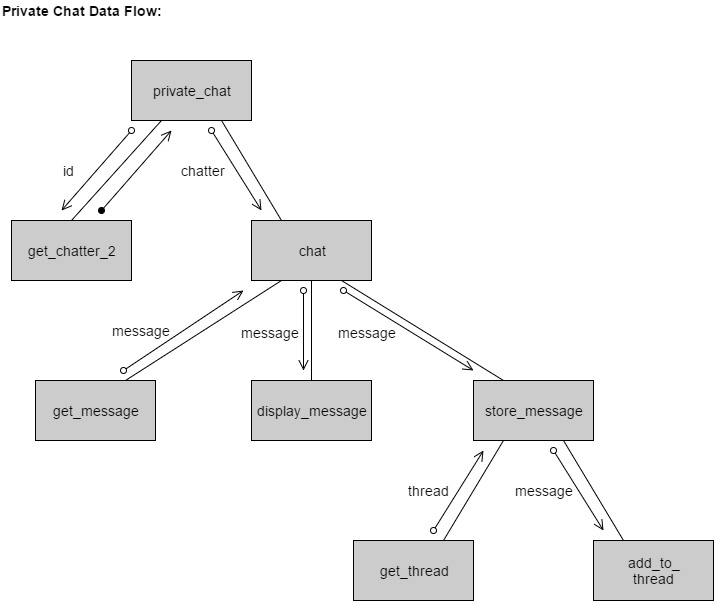 Private Chat Data Flow:
private_chat
id
chatter
get_chatter_2
chat
message
message
message
get_message
display_message
store_message
thread
message
get_thread
add_to_
thread